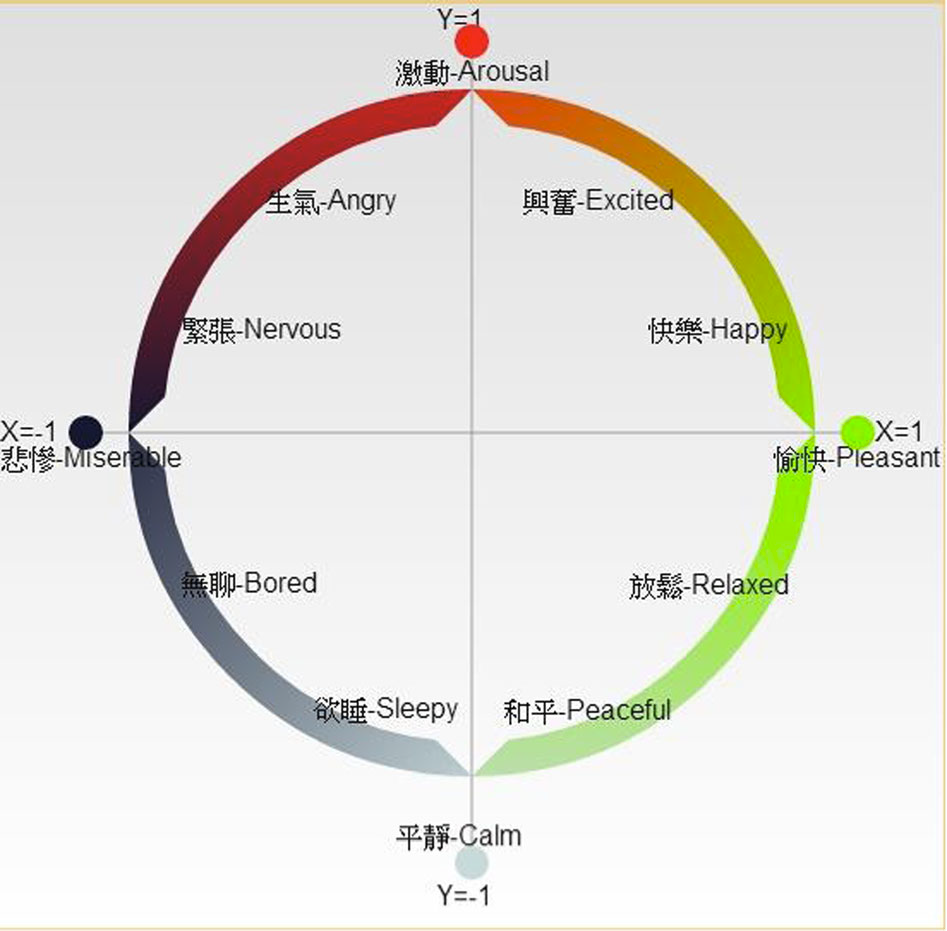 Y=1
激動-Arousal
生氣-Angry
興奮-Excited
緊張-Nervous
快樂-Happy
X=-1
X=1
悲慘-Miserable
愉快-Pleasant
無聊-Bored
放鬆-Relaxed
欲睡-Sleepy
和平-Peaceful
平靜-Calm
Y=-1